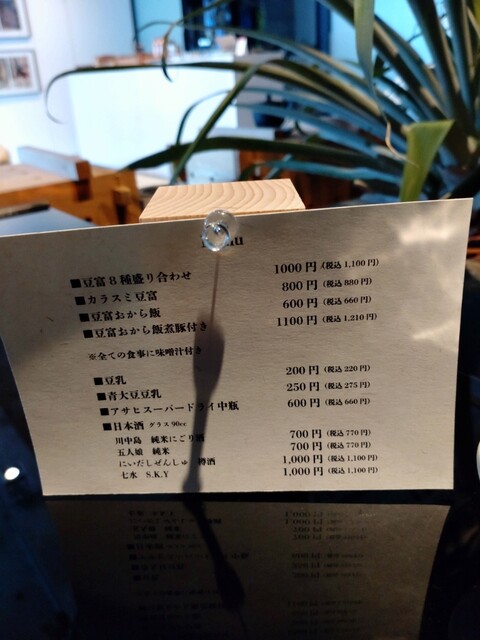 ■豆富8種盛り合わせ 1000円(税込1,100円)
■カラスミ豆富 800円(税込880円)
■豆富おから飯 600円(税込660円)
■豆富おから飯煮豚付き 1100円(税込1,210円)
※全ての食事に味噌汁付き
■豆乳 200円(税込220円)
■青大豆豆乳 250円(税込275円)
■アサヒスーパードライ中瓶 600円(税込660円)
■日本酒 グラス90cc
川中島 純米にごり酒 700円(税込770円)
五人娘 純米 700円(税込770円)
にいだしぜんしゅ 樽酒 1,000円(税込1,100円)
七水 S.K.Y 1,000円(税込1,100円)